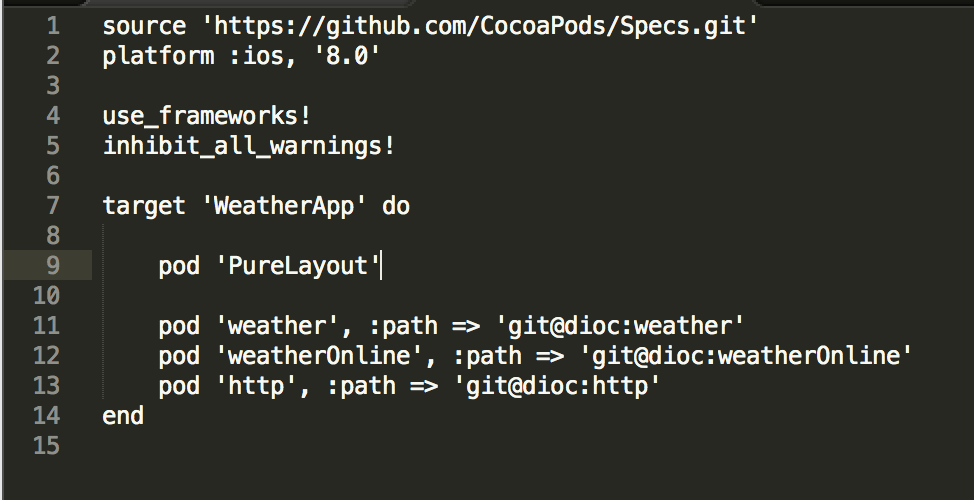 1 source 'https://github.com/CocoaPods/Specs.git'
2 platform :ios, '8.0'
3
4 use_frameworks!
5 inhibit_all_warnings!
6
7 target 'WeatherApp' do
8
9 pod 'PureLayout'
10
11 pod 'weather', :path => 'git@dioc:weather'
12 pod 'weatherOnline', :path => 'git@dioc:weatherOnline'
13 pod 'http', :path => 'git@dioc:http'
14 end
15